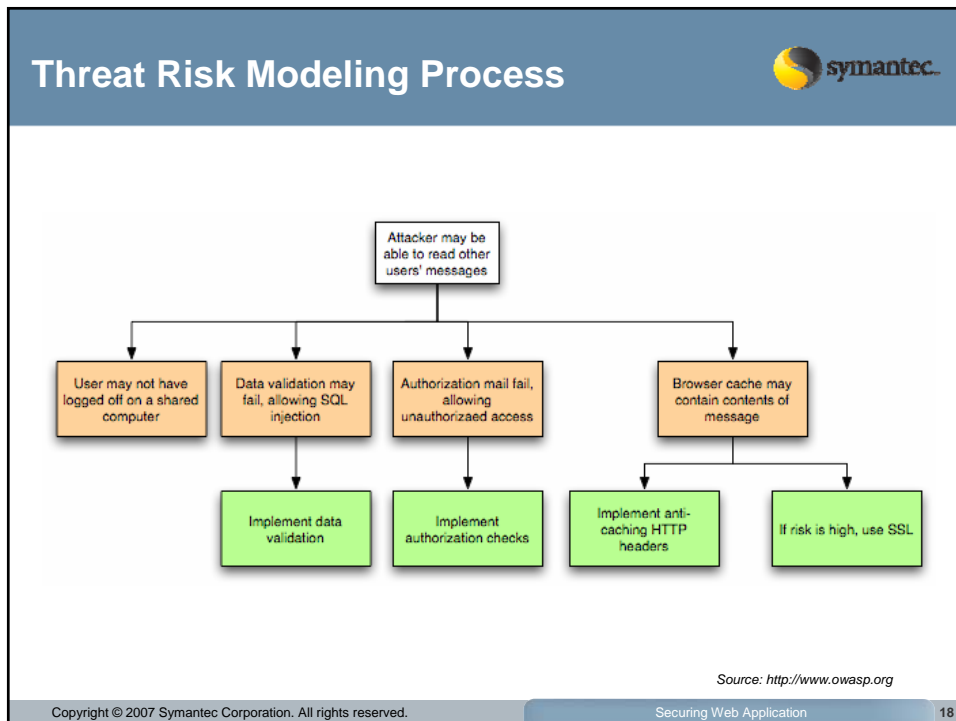 Threat Risk Modeling Process
symantec.
Attacker may be
able to read other
users' messages
User may not have
logged off on a shared
computer
Data validation may
fail, allowing SQL
injection
Authorization mail fail,
allowing
unauthorizaed access
Browser cache may
contain contents of
message
Implement data
validation
Implement
authorization checks
Implement anti-
caching HTTP
headers
If risk is high, use SSL
Source: http://www.owasp.org
Copyright © 2007 Symantec Corporation. All rights reserved.
Securing Web Application
18